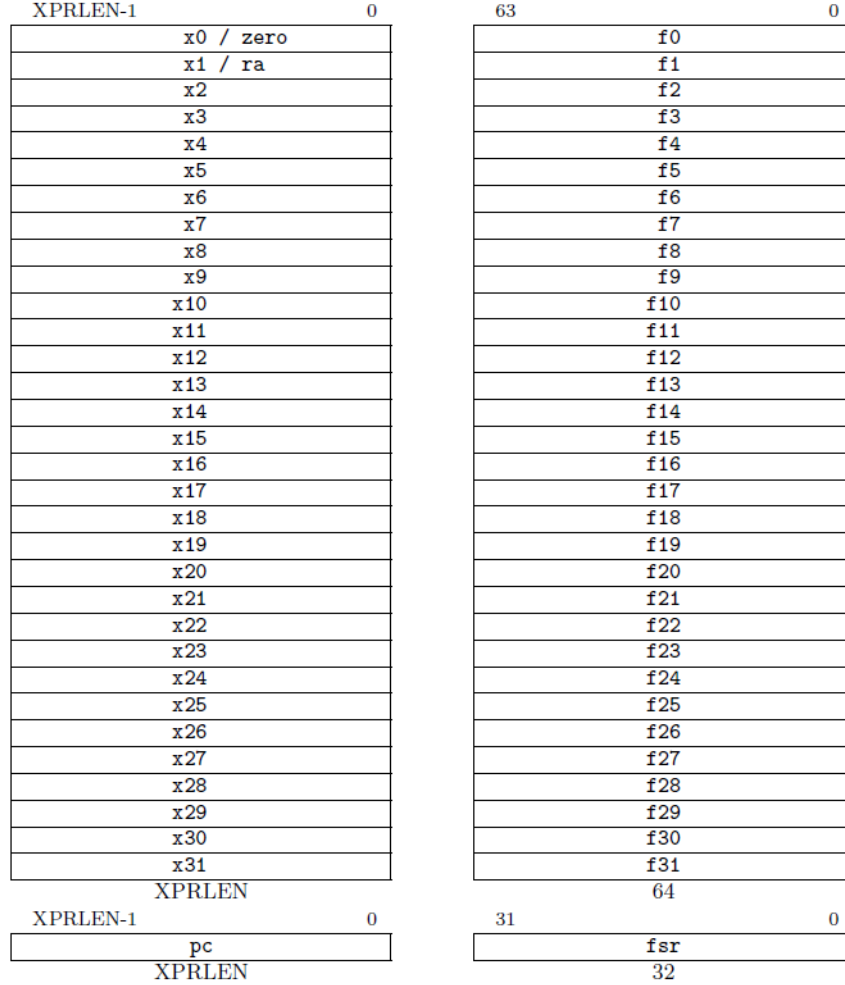 XPRLEN-1 0 63 0
x0 / zero f0
x1 / ra f1
x2 f2
x3 f3
x4 f4
x5 f5
x6 f6
x7 f7
x8 f8
x9 f9
x10 f10
x11 f11
x12 f12
x13 f13
x14 f14
x15 f15
x16 f16
x17 f17
x18 f18
x19 f19
x20 f20
x21 f21
x22 f22
x23 f23
x24 f24
x25 f25
x26 f26
x27 f27
x28 f28
x29 f29
x30 f30
x31 f31
XPRLEN 64
XPRLEN-1 0 31 0
pc fsr
XPRLEN 32